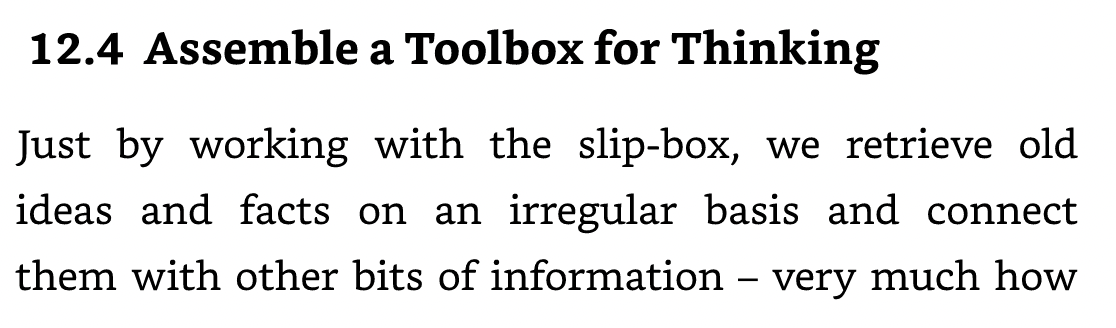 12.4 Assemble a Toolbox for Thinking
Just by working with the slip-box, we retrieve old
ideas and facts on an irregular basis and connect
them with other bits of information – very much how